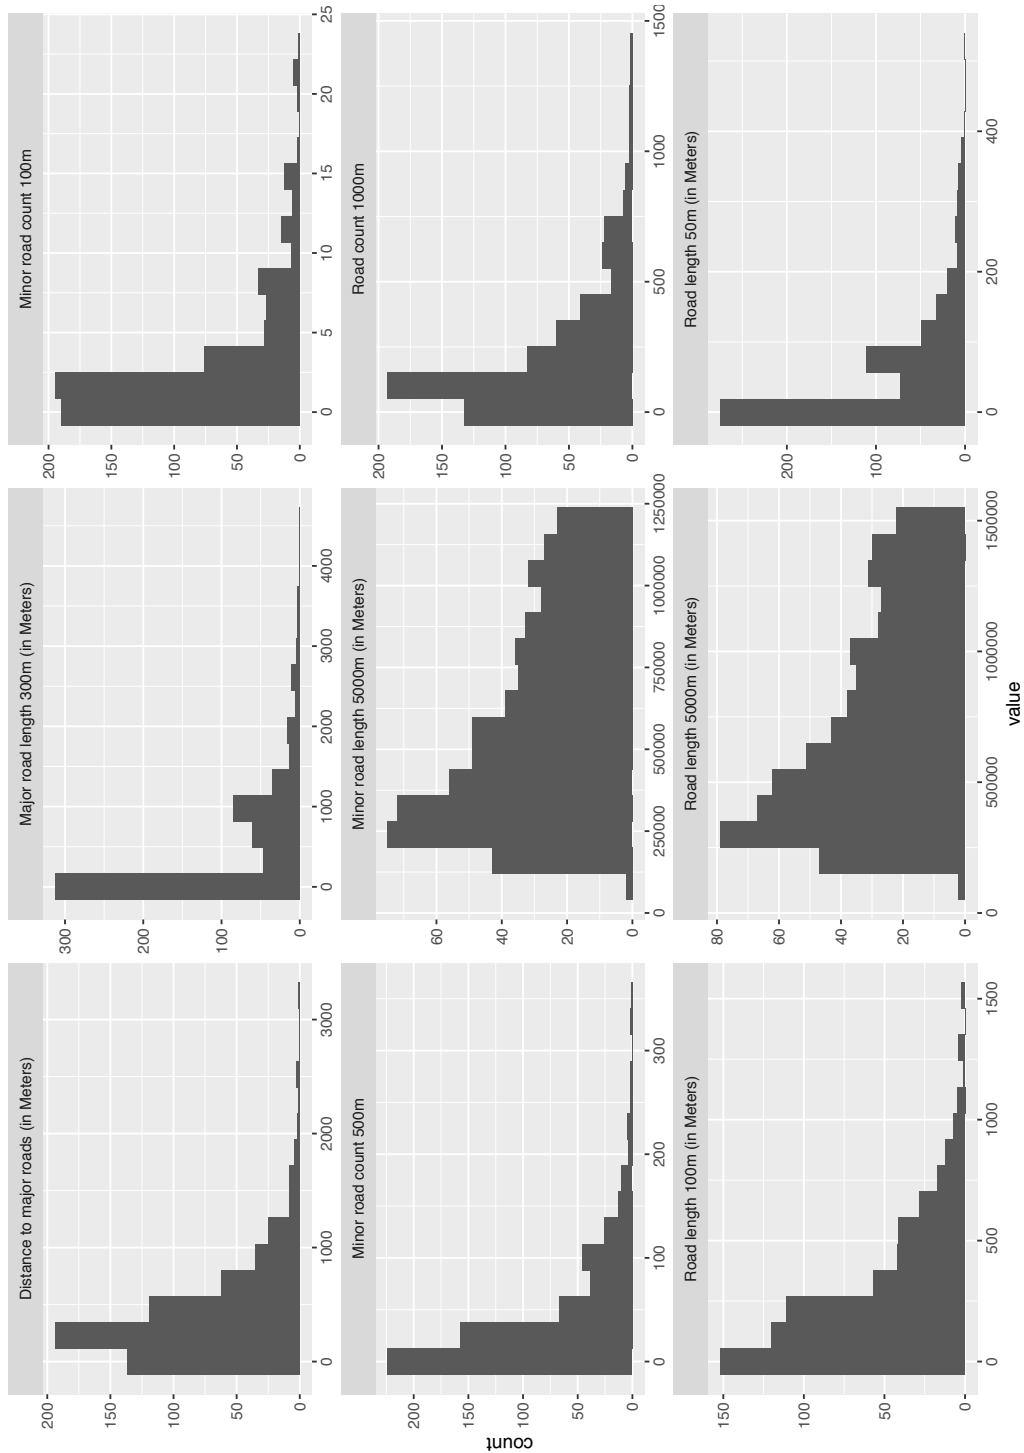 Distance to major roads (in Meters)
Major road length 300m (in Meters)
Minor road count 100m
200
150
100
50
0
0 1000 2000 3000
300
200
100
0
0 1000 2000 3000 4000
200
150
100
50
0
0 5 10 15 20 25
Minor road count 500m
Minor road length 5000m (in Meters)
Road count 1000m
200
150
100
50
0
0 100 200 300
60
40
20
0
0 250000 500000 750000 1000000 1250000
200
150
100
50
0
0 500 1000 1500
Road length 100m (in Meters)
Road length 5000m (in Meters)
Road length 50m (in Meters)
150
100
50
0
0 500 1000 1500
80
60
40
20
0
0 500000 1000000 1500000
200
100
0
0 200 400
count
value